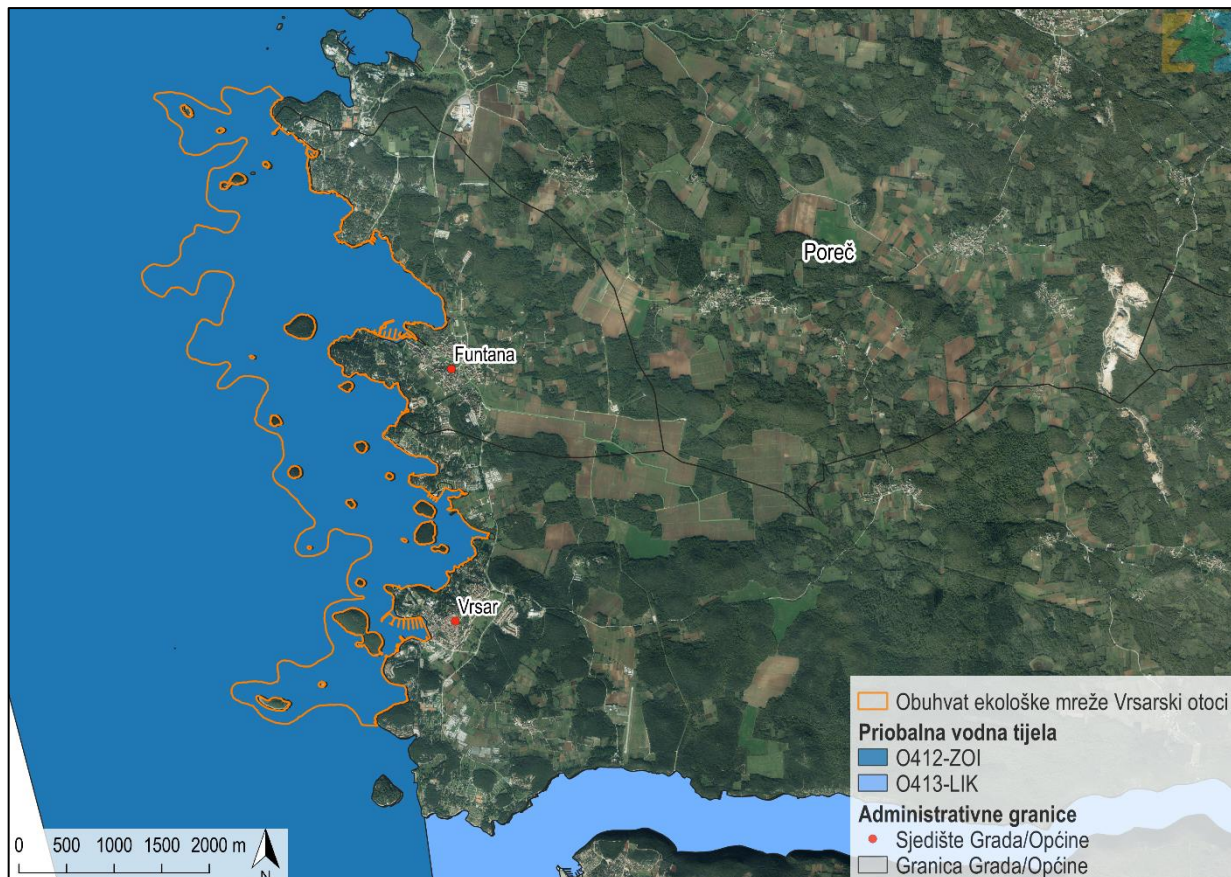 Poreč
Funtana
Vrsar
Obuhvat ekološke mreže Vrsarski otoci
Priobalna vodna tijela
O412-ZOI
O413-LIK
Administrativne granice
Sjedište Grada/Općine
Granica Grada/Općine
0 500 1000 1500 2000 m
N